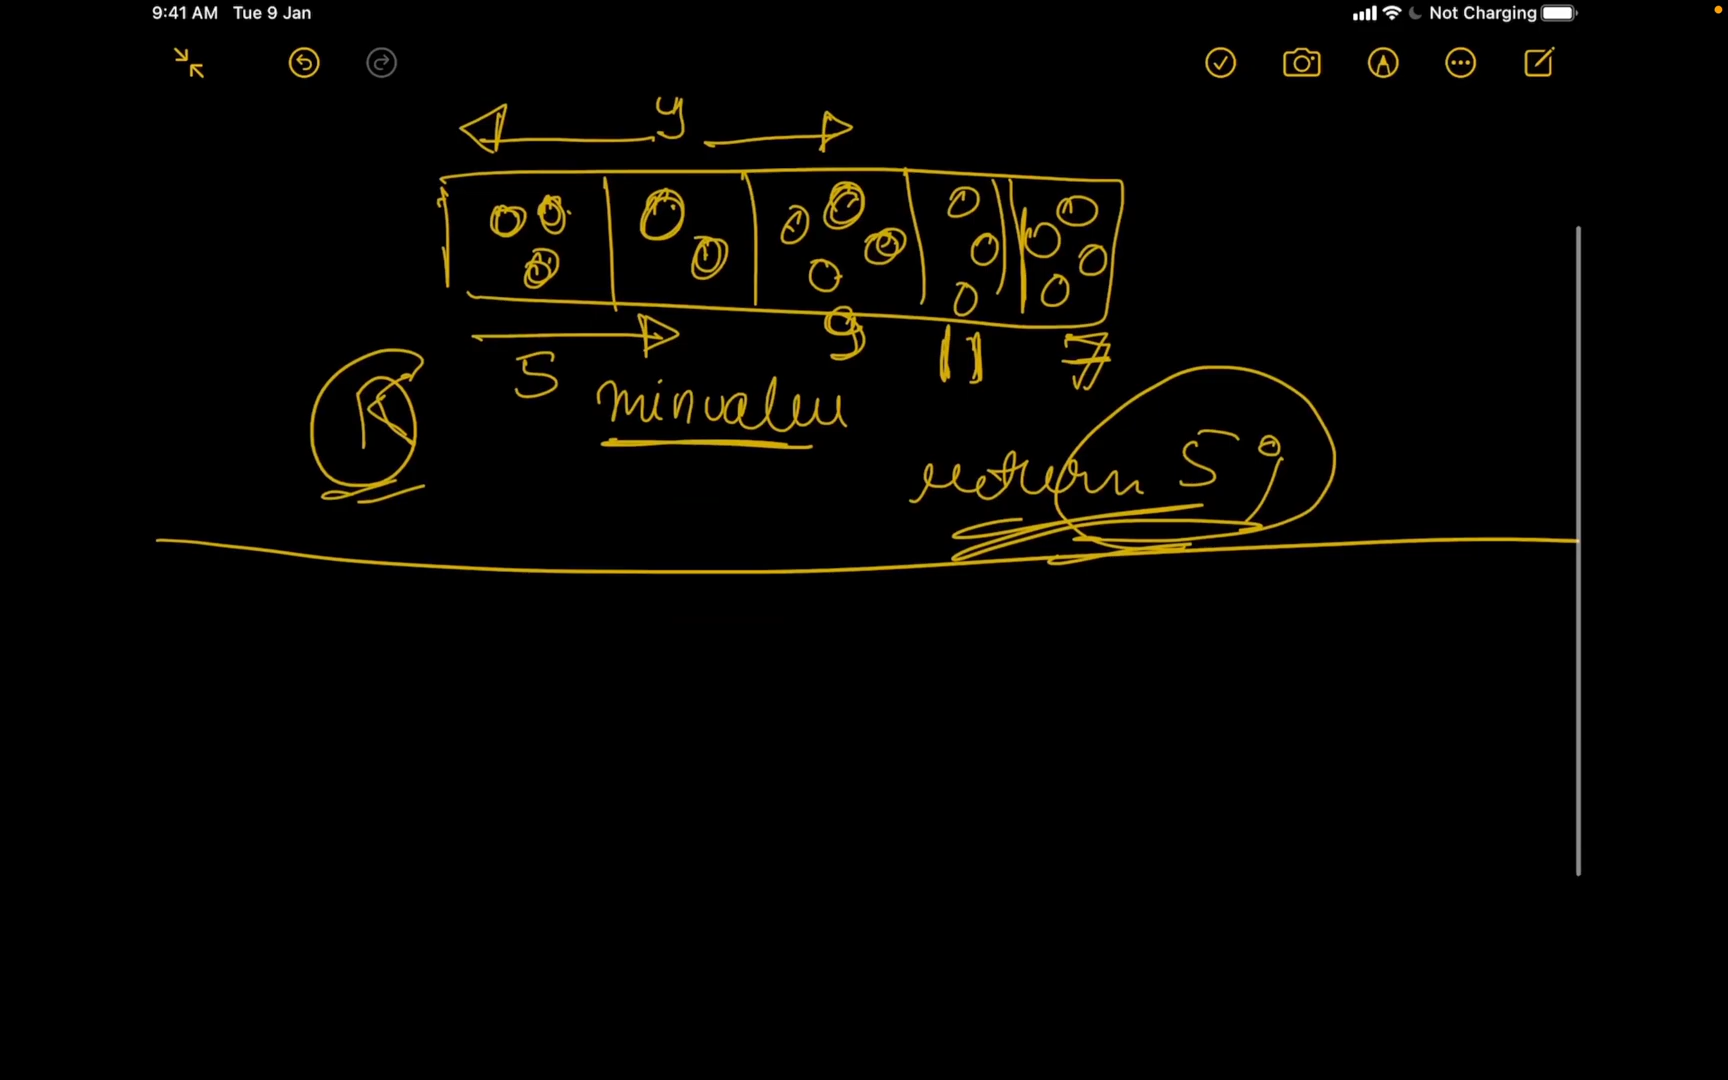 9:41 AM Tue 9 Jan Not Charging
y
9 11 7
5 minvalue
K return 5;